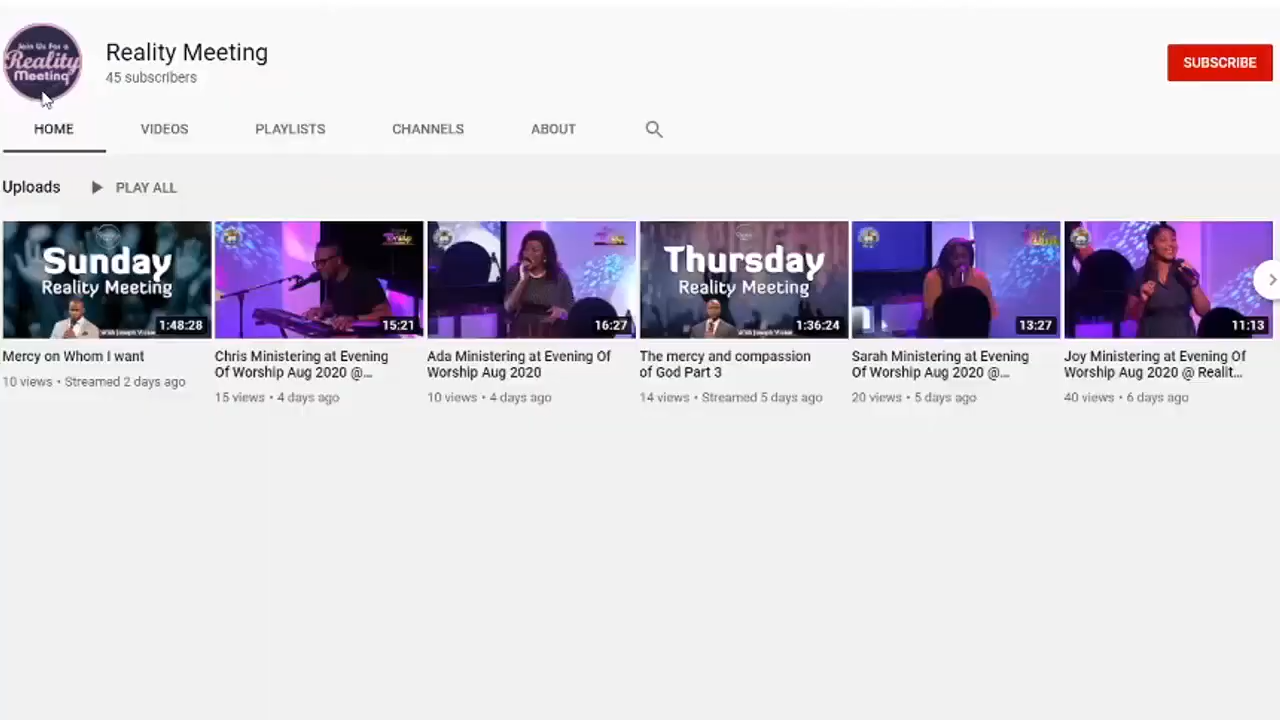 Join Us For a
Reality
Meeting
Reality Meeting
45 subscribers
SUBSCRIBE
HOME
VIDEOS
PLAYLISTS
CHANNELS
ABOUT
Uploads
PLAY ALL
Sunday
Reality Meeting
1:48:28
15:21
16:27
Thursday
Reality Meeting
1:36:24
13:27
11:13
Mercy on Whom I want
10 views • Streamed 2 days ago
Chris Ministering at Evening
Of Worship Aug 2020 @...
15 views • 4 days ago
Ada Ministering at Evening Of
Worship Aug 2020
10 views • 4 days ago
The mercy and compassion
of God Part 3
14 views • Streamed 5 days ago
Sarah Ministering at Evening
Of Worship Aug 2020 @...
20 views • 5 days ago
Joy Ministering at Evening Of
Worship Aug 2020 @ Realit...
40 views • 6 days ago